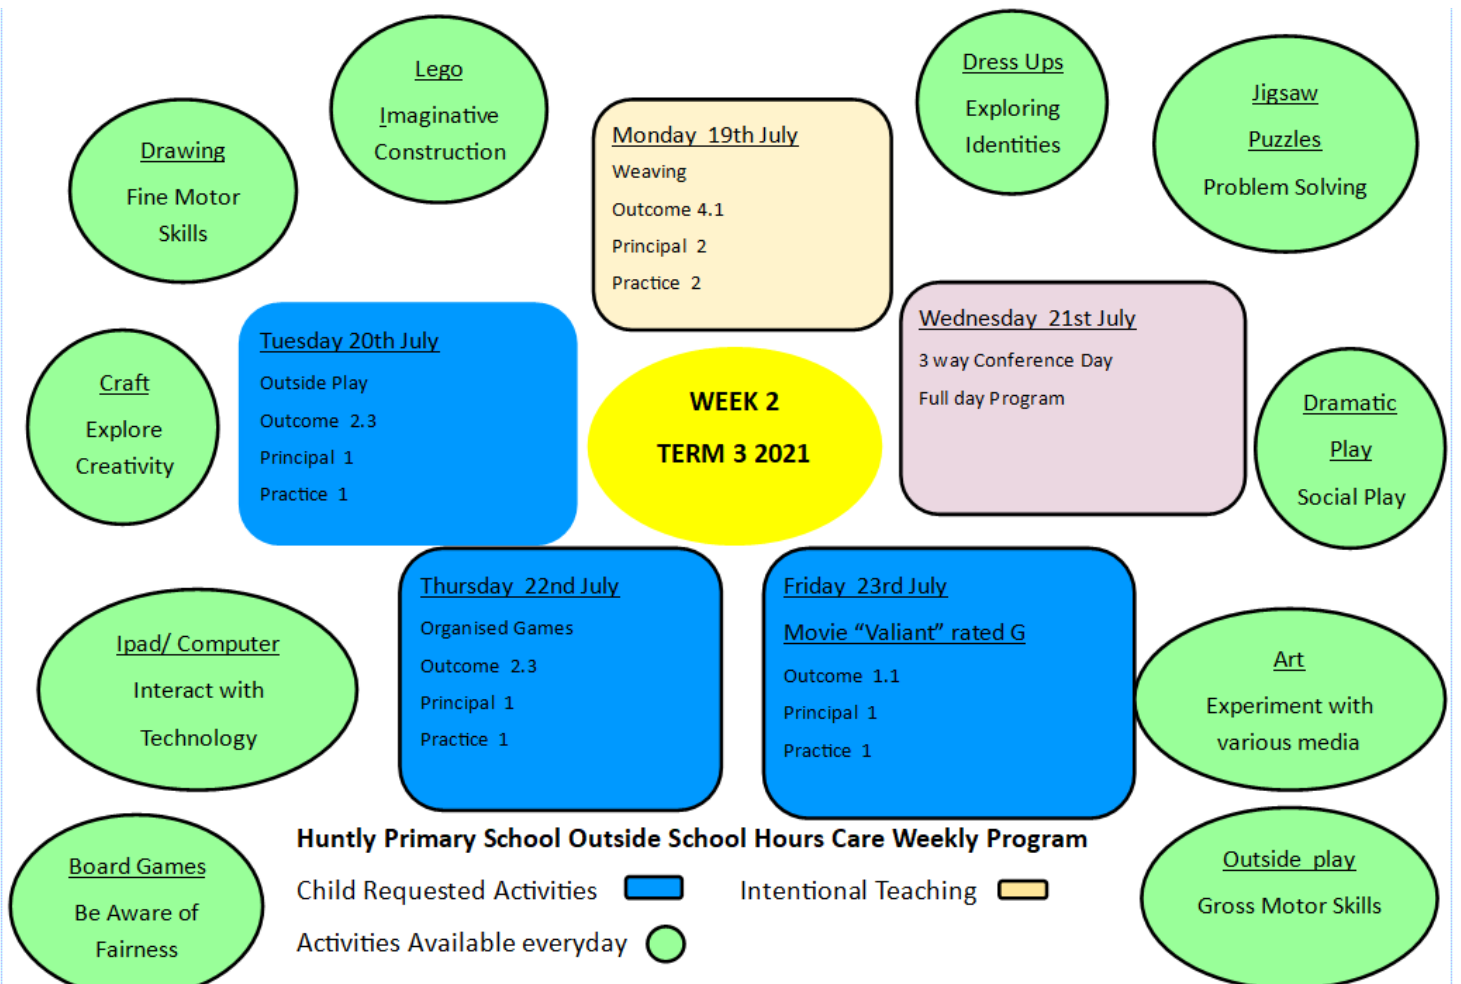 Lego
Imaginative
Construction
Dress Ups
Exploring
Identities
Jigsaw
Puzzles
Problem Solving
Drawing
Fine Motor
Skills
Monday 19th July
Weaving
Outcome 4.1
Principal 2
Practice 2
Tuesday 20th July
Outside Play
Outcome 2.3
Principal 1
Practice 1
Wednesday 21st July
3 way Conference Day
Full day Program
Craft
Explore
Creativity
WEEK 2
TERM 3 2021
Dramatic
Play
Social Play
Thursday 22nd July
Organised Games
Outcome 2.3
Principal 1
Practice 1
Friday 23rd July
Movie “Valiant” rated G
Outcome 1.1
Principal 1
Practice 1
Ipad/ Computer
Interact with
Technology
Art
Experiment with
various media
Board Games
Be Aware of
Fairness
Huntly Primary School Outside School Hours Care Weekly Program
Child Requested Activities
Intentional Teaching
Activities Available everyday
Outside play
Gross Motor Skills